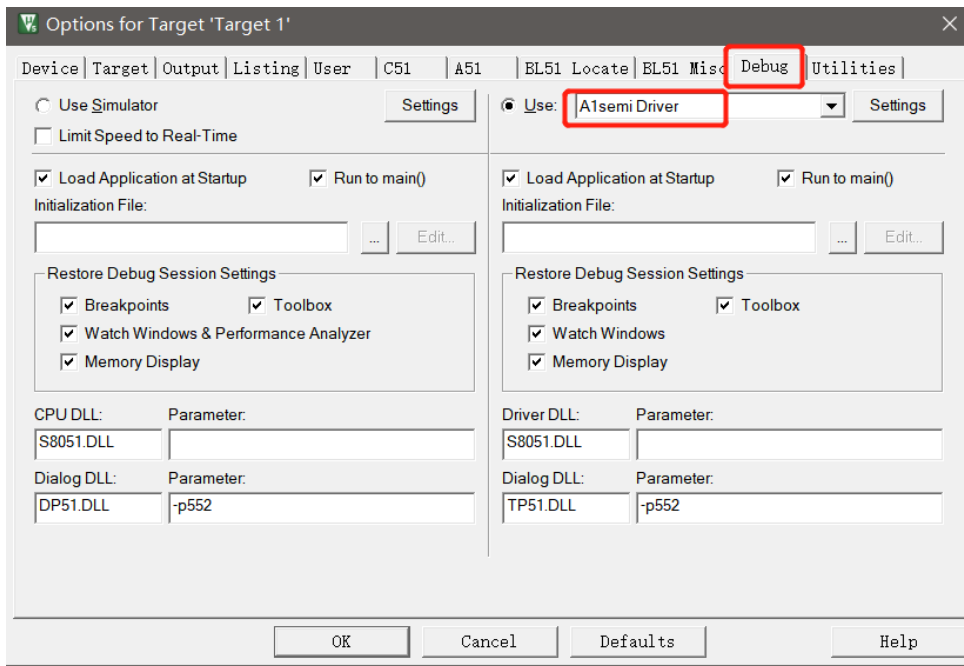 Options for Target 'Target 1'
Device Target Output Listing User C51 A51 BL51 Locate BL51 Misc Debug Utilities
Use Simulator Settings Use: A1semi Driver Settings
Limit Speed to Real-Time
Load Application at Startup Run to main() Load Application at Startup Run to main()
Initialization File: Initialization File:
... Edit... ... Edit...
Restore Debug Session Settings Restore Debug Session Settings
Breakpoints Toolbox Breakpoints Toolbox
Watch Windows & Performance Analyzer Watch Windows
Memory Display Memory Display
CPU DLL: Parameter: Driver DLL: Parameter:
S8051.DLL S8051.DLL
Dialog DLL: Parameter: Dialog DLL: Parameter:
DP51.DLL -p552 TP51.DLL -p552
OK Cancel Defaults Help